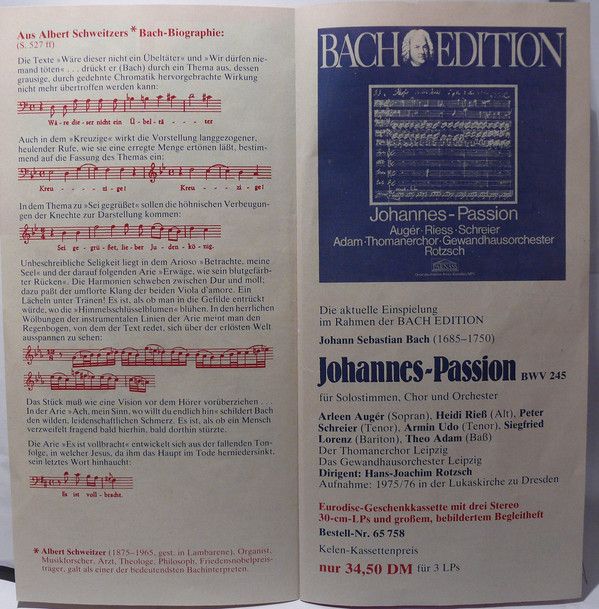 Aus Albert Schweitzers * Bach-Biographie:
(S. 527 ff)
Die Texte »Wäre dieser nicht ein Übeltäter« und »Wir dürfen nie-
mand töten« . . . drückt er (Bach) durch ein Thema aus, dessen
grausige, durch gedehnte Chromatik hervorgebrachte Wirkung
nicht mehr übertroffen werden kann:
Wä - re die - ser nicht ein Ü - bel - tä - - - - ter
Auch in dem »Kreuzige« wirkt die Vorstellung langgezogener,
heulender Rufe, wie sie eine erregte Menge ertönen läßt, bestim-
mend auf die Fassung des Themas ein:
Kreu - - - - zi - ge! Kreu - - - - zi - ge!
In dem Thema zu »Sei gegrüßet« sollen die höhnischen Verbeugun-
gen der Knechte zur Darstellung kommen:
Sei ge - grü - ßet, lie - ber Ju - den - kö - nig.
Unbeschreibliche Seligkeit liegt in dem Arioso »Betrachte, meine
Seel« und der darauf folgenden Arie »Erwäge, wie sein blutgefärb-
ter Rücken«. Die Harmonien schweben zwischen Dur und moll;
dazu paßt der umflorte Klang der beiden Viola d'amore. Ein
Lächeln unter Tränen! Es ist, als ob man in die Gefilde entrückt
würde, wo die »Himmelsschlüsselblumen« blühen. In den herrlichen
Wölbungen der instrumentalen Linien der Arie meint man den
Regenbogen, von dem der Text redet, sich über der erlösten Welt
ausspannen zu sehen:
Das Stück muß wie eine Vision vor dem Hörer vorüberziehen . . .
In der Arie »Ach, mein Sinn, wo willt du endlich hin« schildert Bach
den wilden, leidenschaftlichen Schmerz. Es ist, als ob ein Mensch
verzweifelt fragend bald hierhin, bald dorthin stürzte.
Die Arie »Es ist vollbracht« entwickelt sich aus der fallenden Ton-
folge, in welcher Jesus, da ihm das Haupt im Tode herniedersinkt,
sein letztes Wort hinhaucht:
Es ist voll - bracht.
* Albert Schweitzer (1875–1965, gest. in Lambarene), Organist,
Musikforscher, Arzt, Theologe, Philosoph, Friedensnobelpreis-
träger, galt als einer der bedeutendsten Bachinterpreten.
BACH EDITION
Johannes-Passion
Augér · Riess · Schreier
Adam · Thomanerchor · Gewandhausorchester
Rotzsch
Die aktuelle Einspielung
im Rahmen der BACH EDITION
Johann Sebastian Bach (1685–1750)
Johannes-Passion BWV 245
für Solostimmen, Chor und Orchester
Arleen Augér (Sopran), Heidi Rieß (Alt), Peter
Schreier (Tenor), Armin Udo (Tenor), Siegfried
Lorenz (Bariton), Theo Adam (Baß)
Der Thomanerchor Leipzig
Das Gewandhausorchester Leipzig
Dirigent: Hans-Joachim Rotzsch
Aufnahme: 1975/76 in der Lukaskirche zu Dresden
Eurodisc-Geschenkkassette mit drei Stereo
30-cm-LPs und großem, bebildertem Begleitheft
Bestell-Nr. 65 758
Kelen-Kassettenpreis
nur 34,50 DM für 3 LPs